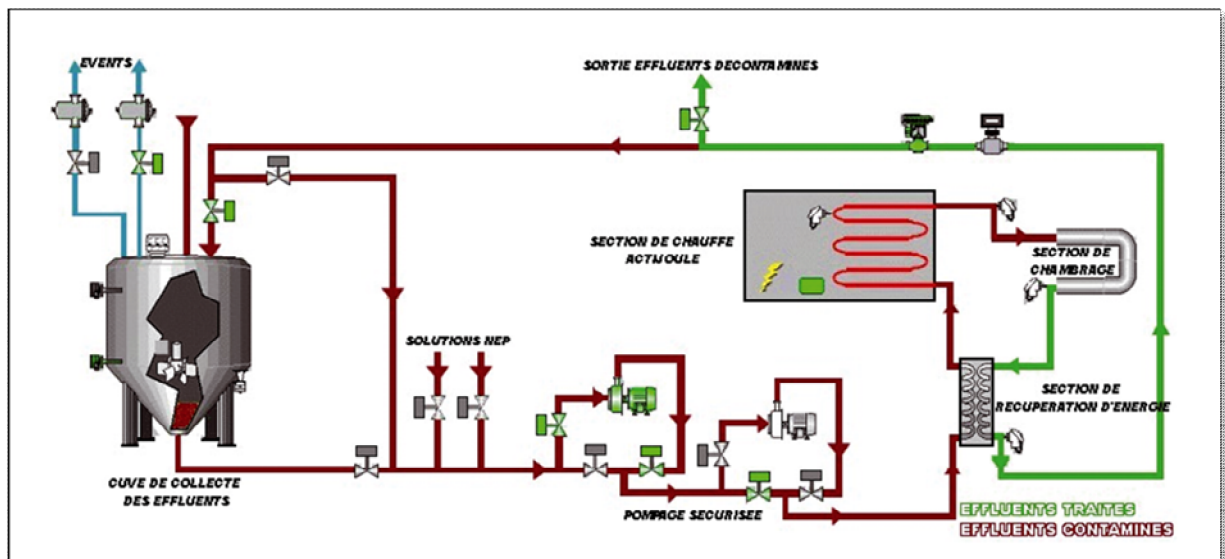 EVENTS
SORTIE EFFLUENTS DECONTAMINES
SECTION DE CHAUFFE
ACTIJOULE
SECTION DE
CHAMBRAGE
SOLUTIONS NEP
SECTION DE
RECUPERATION D'ENERGIE
CUVE DE COLLECTE
DES EFFLUENTS
POMPAGE SECURISEE
EFFLUENTS TRAITES
EFFLUENTS CONTAMINES